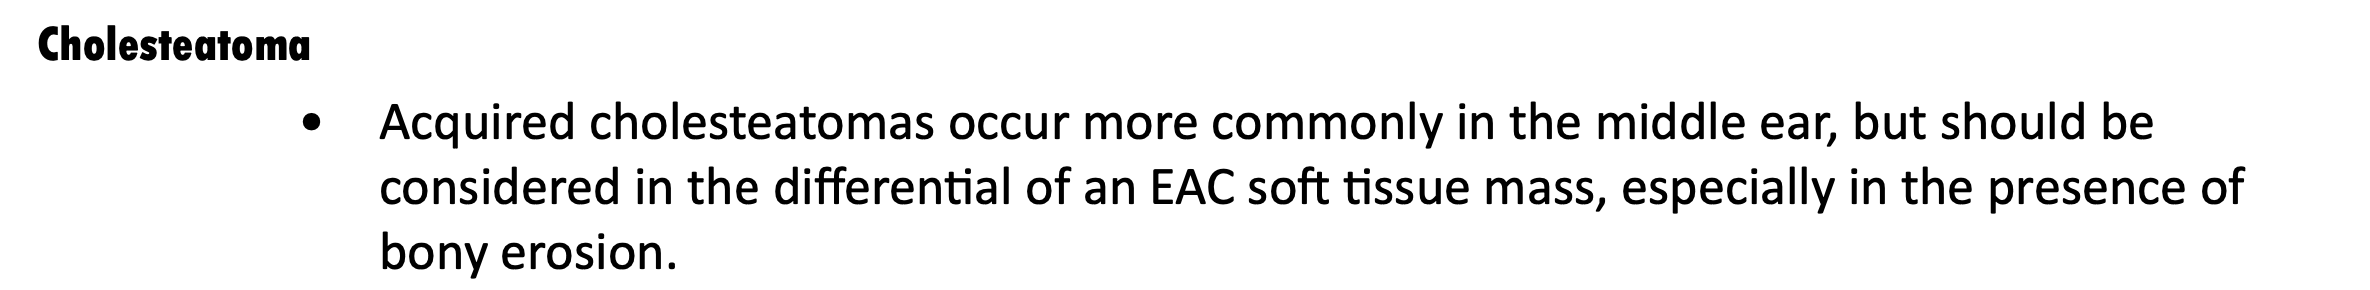 Cholesteatoma
• Acquired cholesteatomas occur more commonly in the middle ear, but should be
considered in the differential of an EAC soft tissue mass, especially in the presence of
bony erosion.